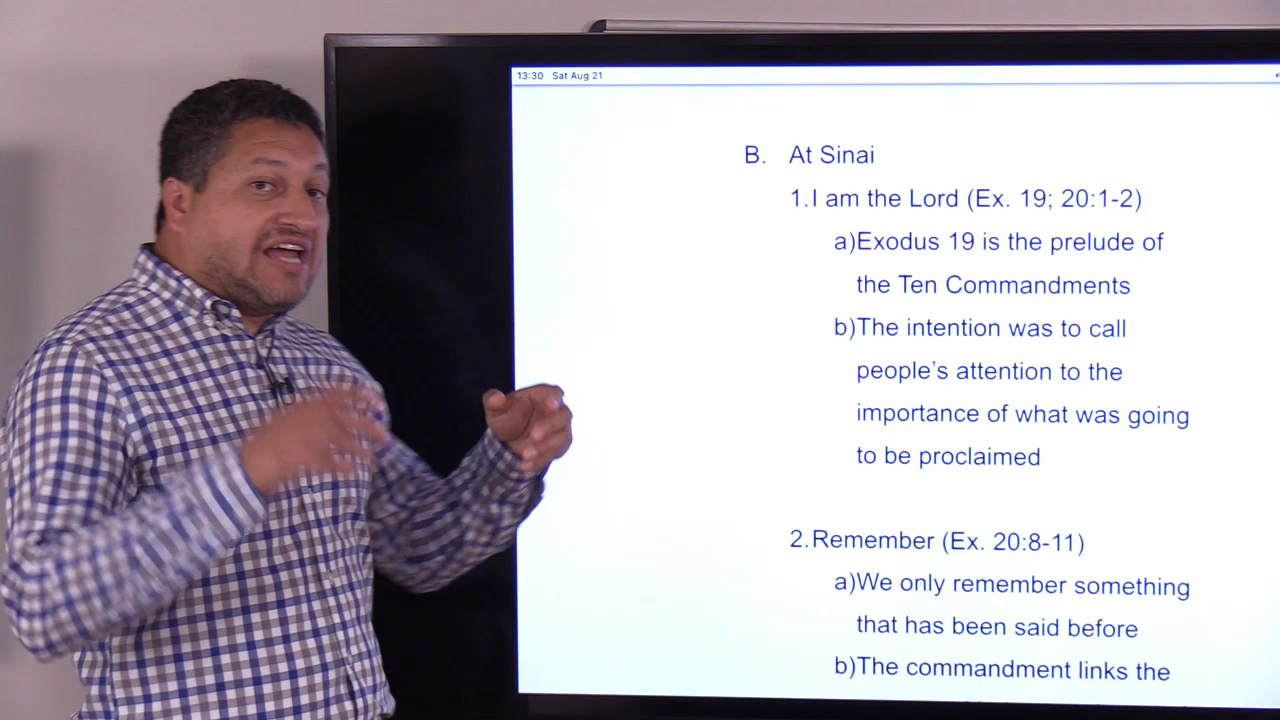 13:30 Sat Aug 21
B. At Sinai
1.I am the Lord (Ex. 19; 20:1-2)
a)Exodus 19 is the prelude of
the Ten Commandments
b)The intention was to call
people’s attention to the
importance of what was going
to be proclaimed
2.Remember (Ex. 20:8-11)
a)We only remember something
that has been said before
b)The commandment links the